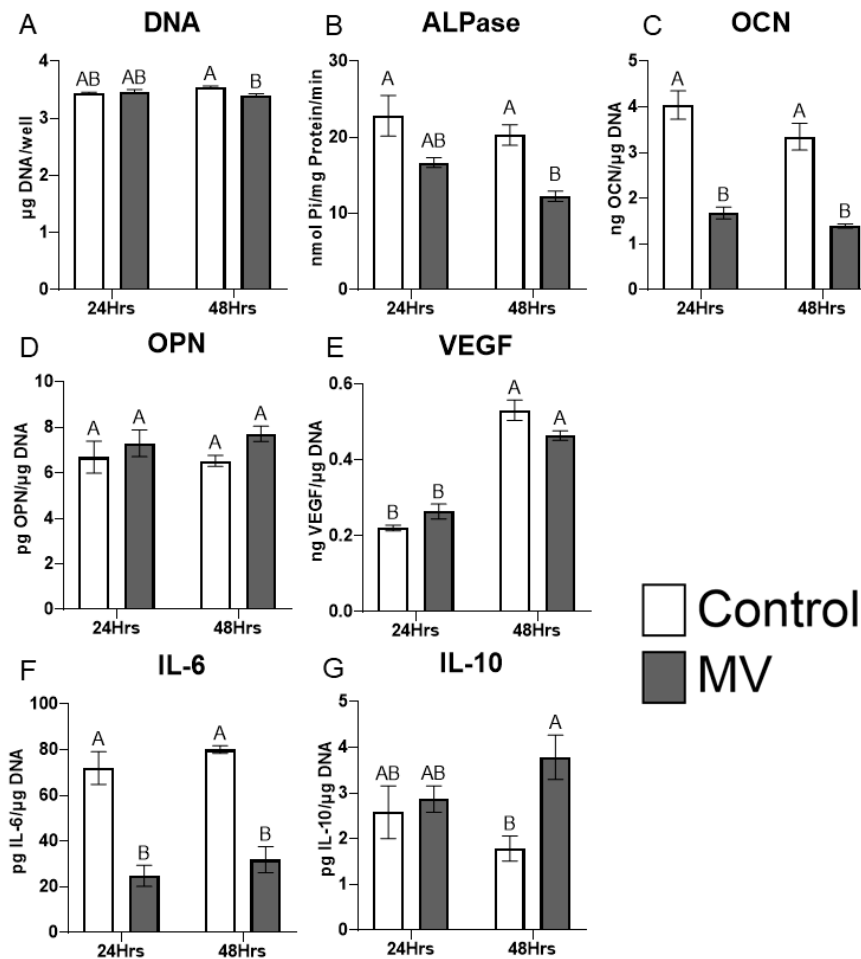 A DNA
µg DNA/well
4
3
2
1
0
AB AB A B
24Hrs 48Hrs
B ALPase
nmol Pi/mg Protein/min
30
20
10
0
A AB A B
24Hrs 48Hrs
C OCN
ng OCN/µg DNA
5
4
3
2
1
0
A B A B
24Hrs 48Hrs
D OPN
pg OPN/µg DNA
10
8
6
4
2
0
A A A A
24Hrs 48Hrs
E VEGF
ng VEGF/µg DNA
0.6
0.4
0.2
0.0
B B A A
24Hrs 48Hrs
Control
MV
F IL-6
pg IL-6/µg DNA
100
80
60
40
20
0
A B A B
24Hrs 48Hrs
G IL-10
pg IL-10/µg DNA
5
4
3
2
1
0
AB AB B A
24Hrs 48Hrs